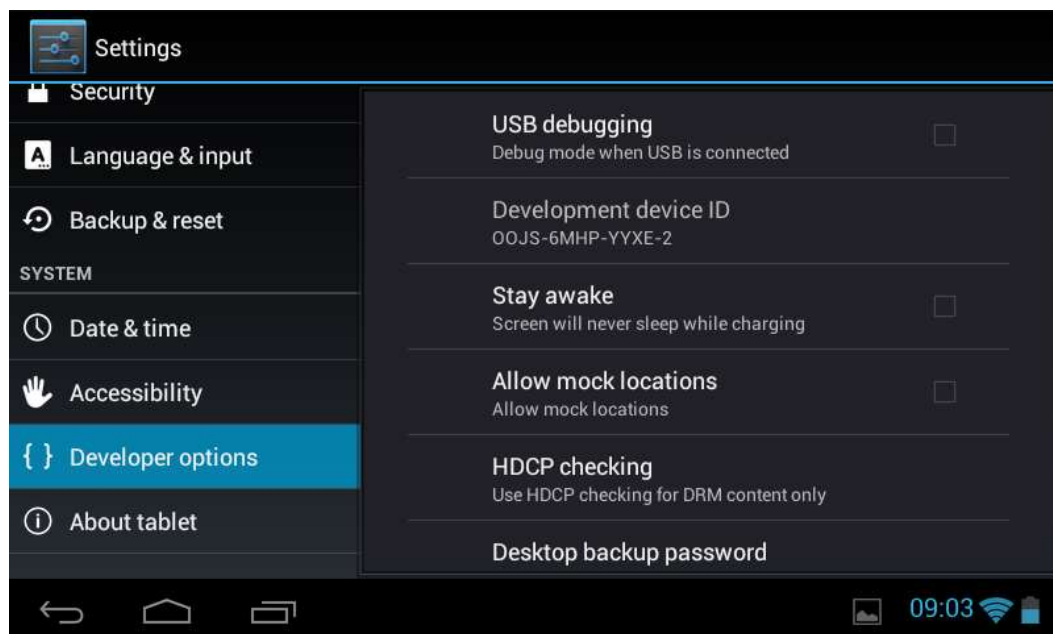 Settings
Security
Language & input
Backup & reset
SYSTEM
Date & time
Accessibility
{ } Developer options
About tablet
USB debugging
Debug mode when USB is connected
Development device ID
OOJS-6MHP-YYXE-2
Stay awake
Screen will never sleep while charging
Allow mock locations
Allow mock locations
HDCP checking
Use HDCP checking for DRM content only
Desktop backup password
09:03